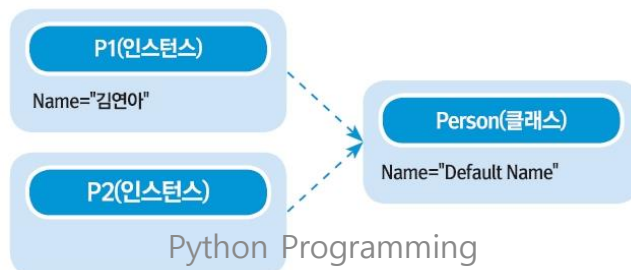 P1(인스턴스)
Name="김연아"
Person(클래스)
Name="Default Name"
P2(인스턴스)
Python Programming